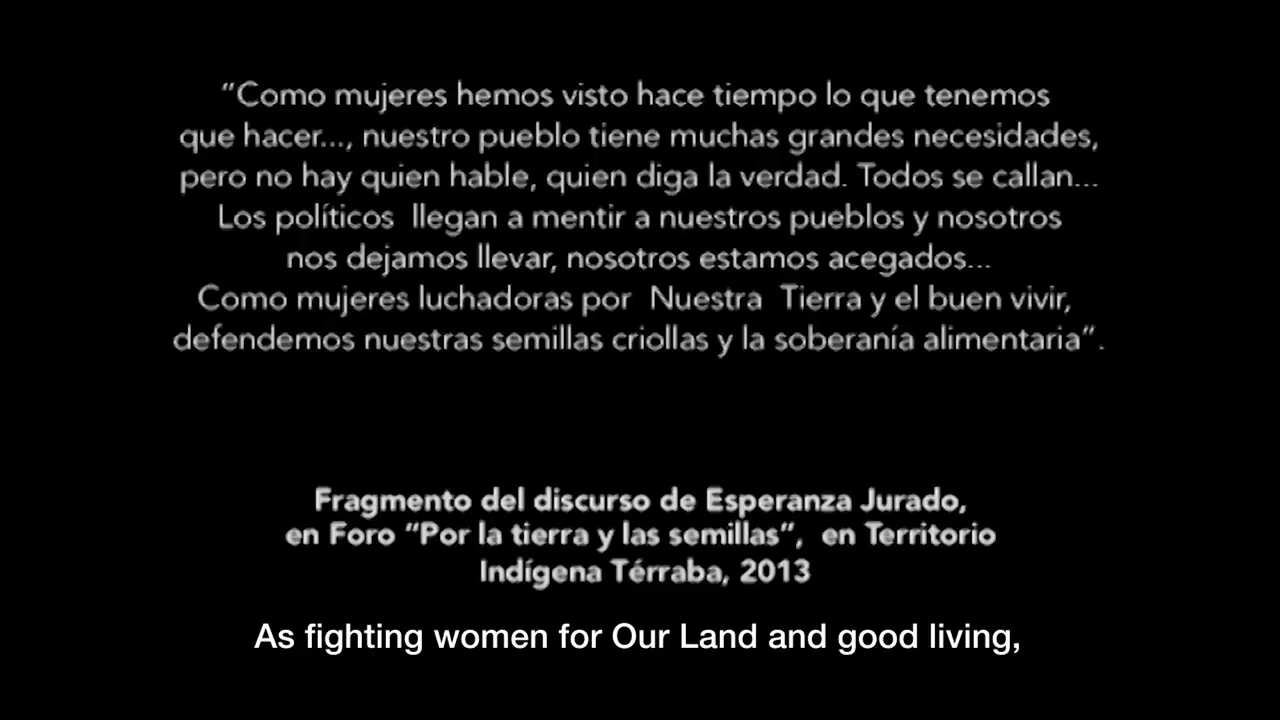 “Como mujeres hemos visto hace tiempo lo que tenemos
que hacer..., nuestro pueblo tiene muchas grandes necesidades,
pero no hay quien hable, quien diga la verdad. Todos se callan...
Los políticos llegan a mentir a nuestros pueblos y nosotros
nos dejamos llevar, nosotros estamos acegados...
Como mujeres luchadoras por Nuestra Tierra y el buen vivir,
defendemos nuestras semillas criollas y la soberanía alimentaria”.
Fragmento del discurso de Esperanza Jurado,
en Foro “Por la tierra y las semillas”, en Territorio
Indígena Térraba, 2013
As fighting women for Our Land and good living,